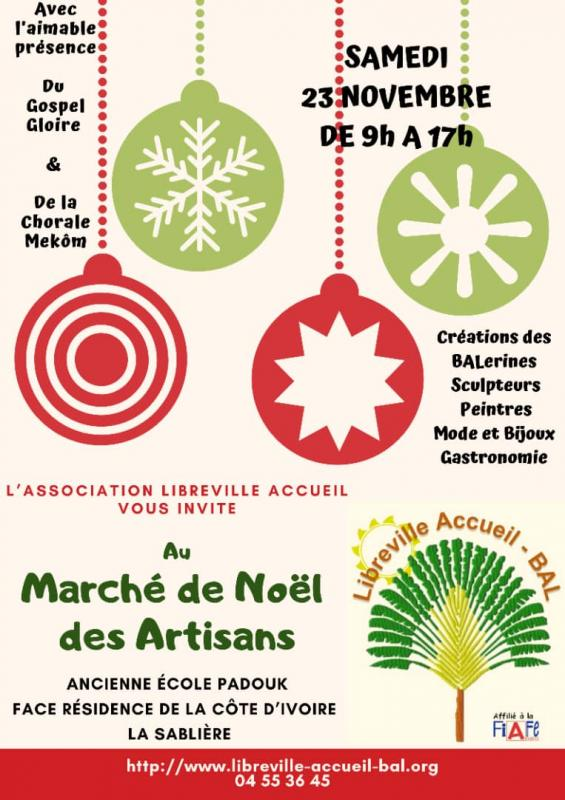 Avec
l'aimable
présence
Du
Gospel
Gloire
&
De la
Chorale
Mekôm
SAMEDI
23 NOVEMBRE
DE 9h A 17h
Créations des
BALerines
Sculpteurs
Peintres
Mode et Bijoux
Gastronomie
L'ASSOCIATION LIBREVILLE ACCUEIL
VOUS INVITE
Au
Marché de Noël
des Artisans
ANCIENNE ÉCOLE PADOUK
FACE RÉSIDENCE DE LA CÔTE D'IVOIRE
LA SABLIÈRE
Libreville Accueil - BAL
Affilié à la
FIAFE
http://www.libreville-accueil-bal.org
04 55 36 45